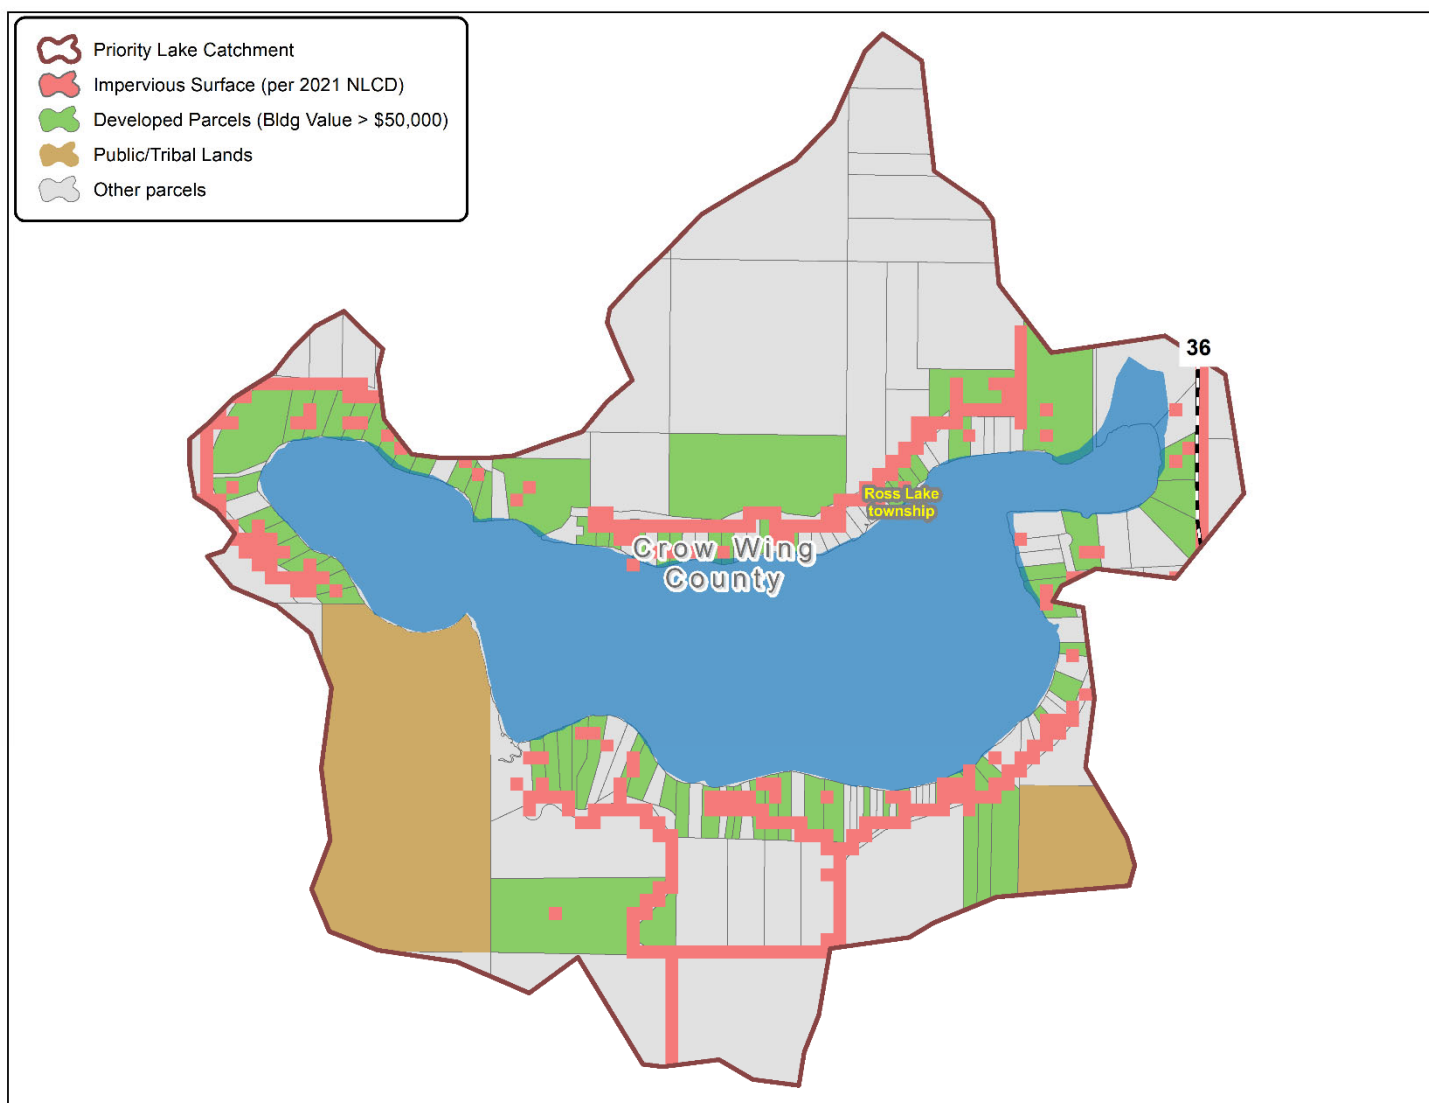 Priority Lake Catchment
Impervious Surface (per 2021 NLCD)
Developed Parcels (Bldg Value > $50,000)
Public/Tribal Lands
Other parcels
36
Ross Lake
township
Crow Wing
County